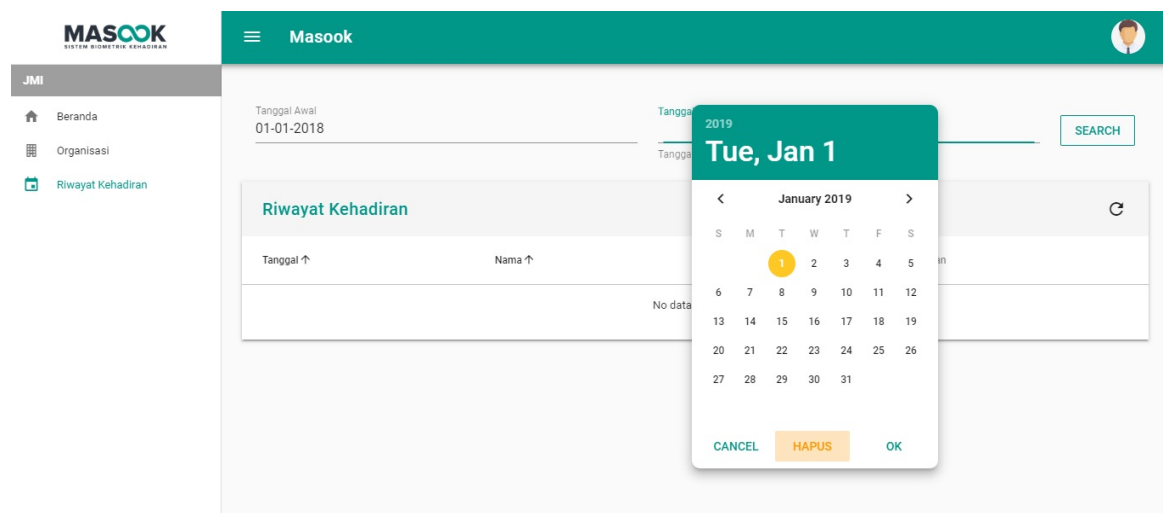 MASOOK
SISTEM BIOMETRIK KEHADIRAN
Masook
JMI
Beranda
Organisasi
Riwayat Kehadiran
Tanggal Awal
01-01-2018
Tangga
Tangga
SEARCH
2019
Tue, Jan 1
January 2019
S M T W T F S
1 2 3 4 5
6 7 8 9 10 11 12
13 14 15 16 17 18 19
20 21 22 23 24 25 26
27 28 29 30 31
CANCEL HAPUS OK
Riwayat Kehadiran
Tanggal Nama an
No data